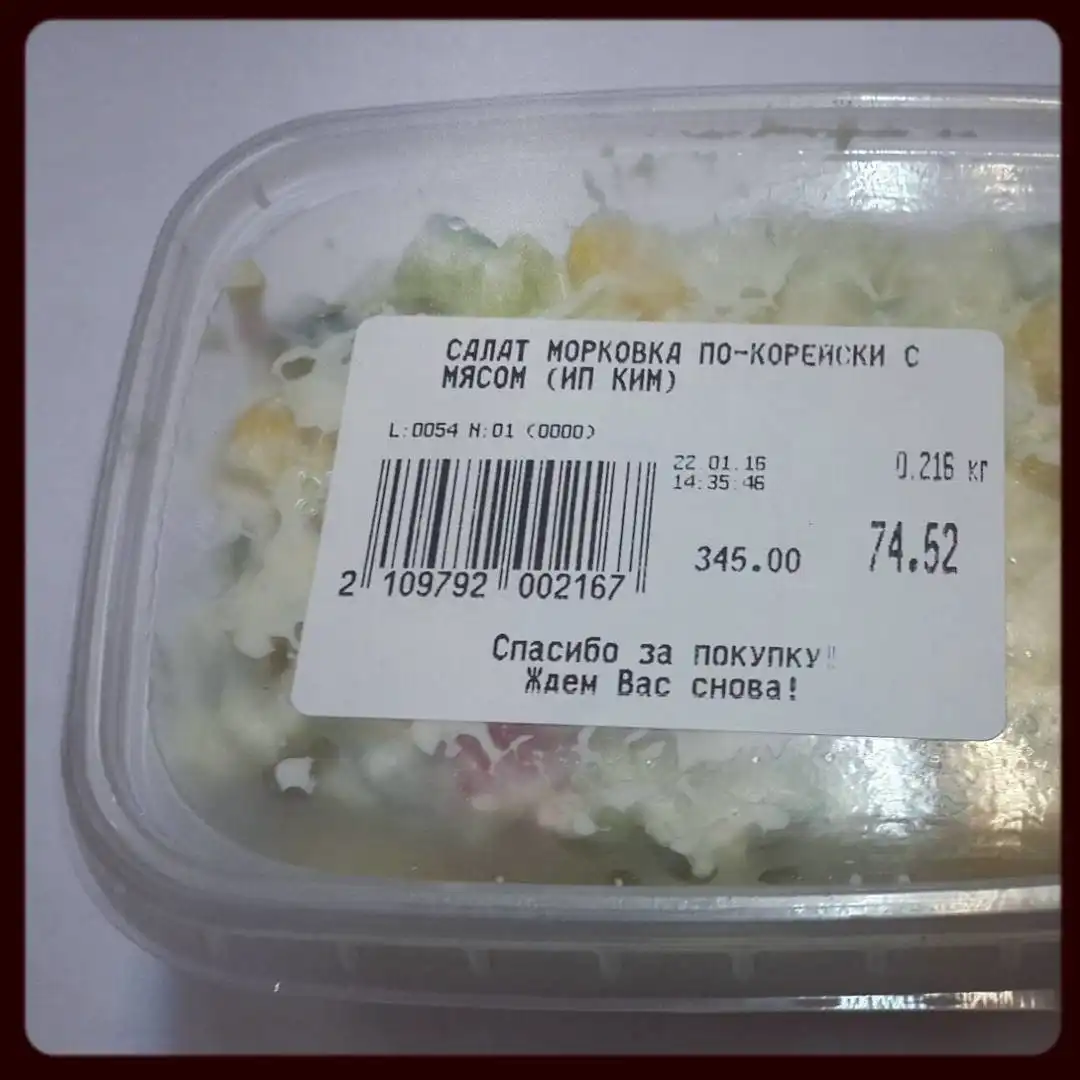 САЛАТ МОРКОВКА ПО-КОРЕЙСКИ С
МЯСОМ (ИП КИМ)
L:0054 N:01 (0000)
22.01.16
14:35:46
0.216 кг
345.00
74.52
2 109792 002167
Спасибо за покупку!
Ждем Вас снова!